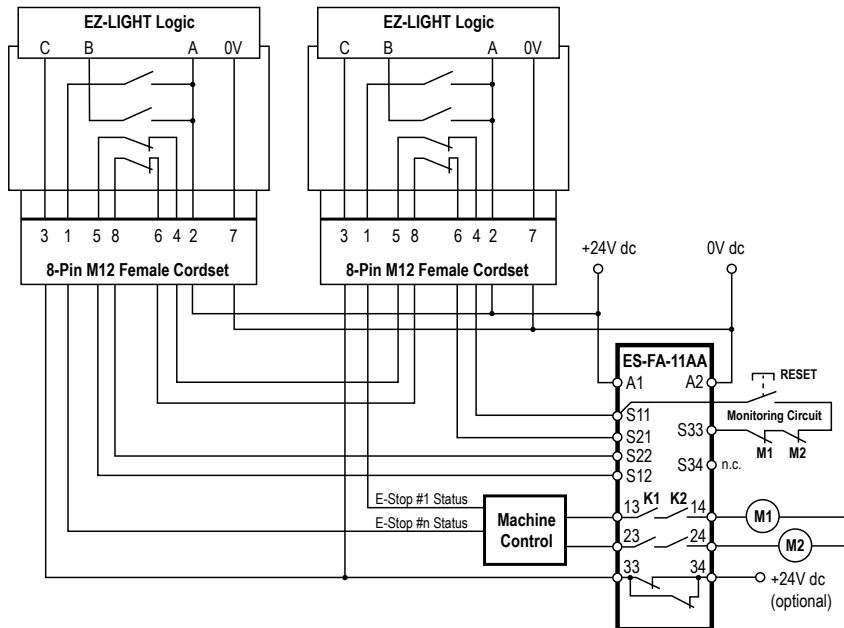 EZ-LIGHT Logic
EZ-LIGHT Logic
C B A 0V
C B A 0V
3 1 5 8 6 4 2 7
3 1 5 8 6 4 2 7
8-Pin M12 Female Cordset
8-Pin M12 Female Cordset
+24V dc
0V dc
ES-FA-11AA
A1 A2
RESET
S11
Monitoring Circuit
S21
S33
M1 M2
S22
S34
n.c.
S12
E-Stop #1 Status
E-Stop #n Status
Machine
Control
13 K1 K2 14
M1
23 24
M2
33 34
+24V dc
(optional)